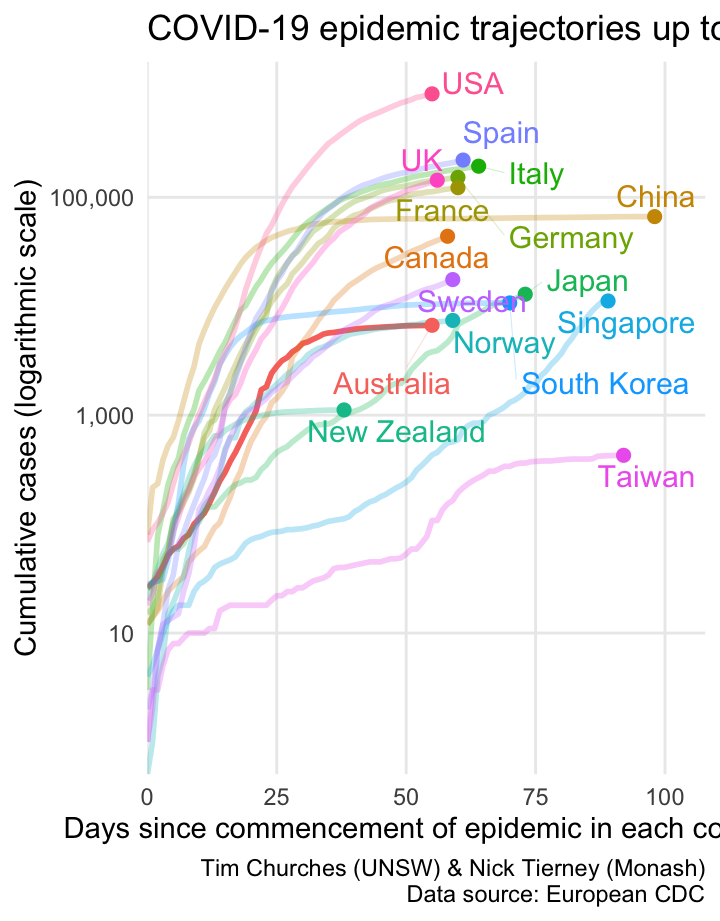 COVID-19 epidemic trajectories up to
USA
Spain
UK
Italy
100,000
China
France
Germany
Canada
Japan
Sweden
Singapore
Norway
Australia
South Korea
1,000
New Zealand
Taiwan
10
Cumulative cases (logarithmic scale)
0 25 50 75 100
Days since commencement of epidemic in each co
Tim Churches (UNSW) & Nick Tierney (Monash)
Data source: European CDC